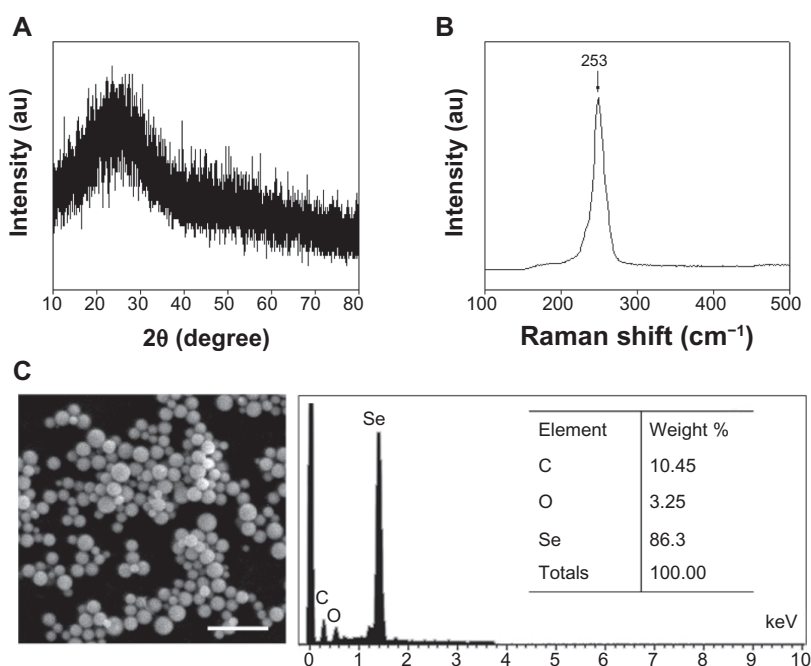 A
Intensity (au)
10 20 30 40 50 60 70 80
2θ (degree)
B
253
Intensity (au)
100 200 300 400 500
Raman shift (cm⁻¹)
C
Se
C
O
Element Weight %
C 10.45
O 3.25
Se 86.3
Totals 100.00
keV
0 1 2 3 4 5 6 7 8 9 10